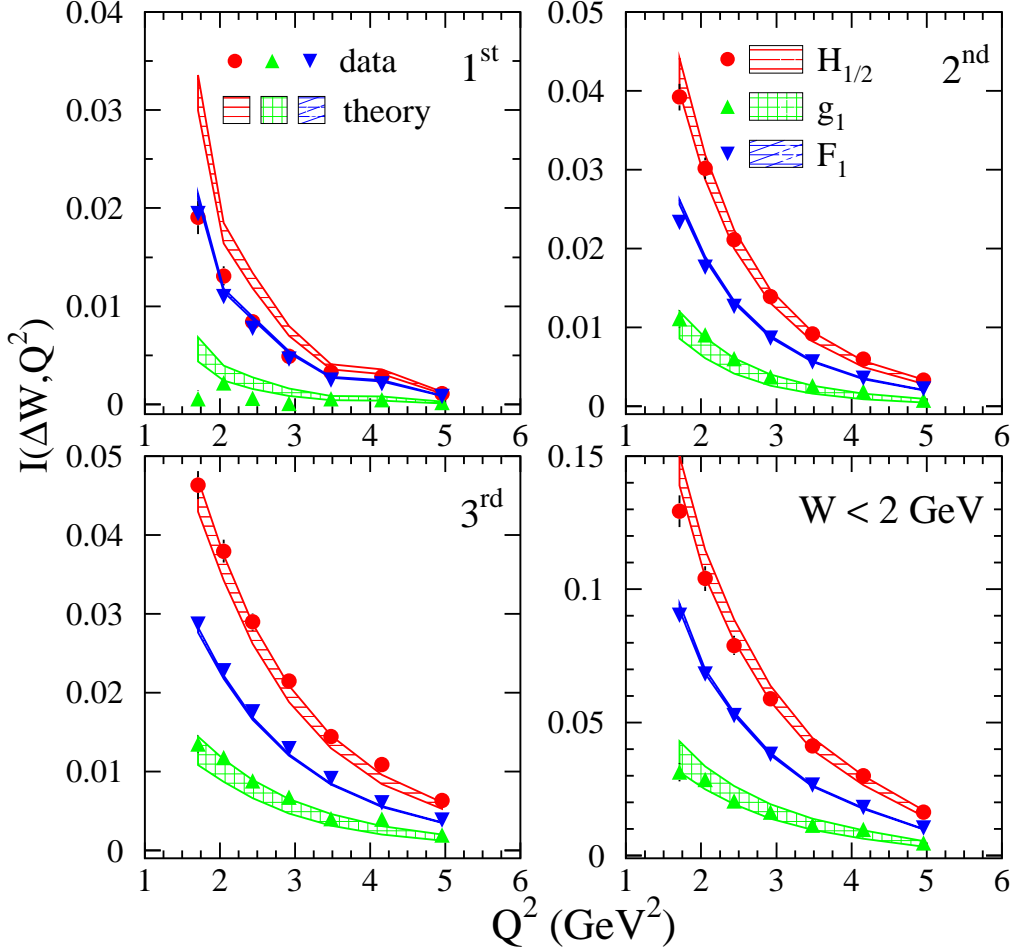 I(ΔW,Q²)
0.04
0.03
0.02
0.01
0
1 2 3 4 5 6
data
theory
1ˢᵗ
0.05
0.04
0.03
0.02
0.01
0
1 2 3 4 5 6
2ⁿᵈ
H₁/₂
g₁
F₁
0.05
0.04
0.03
0.02
0.01
0
1 2 3 4 5 6
3ʳᵈ
0.15
0.1
0.05
0
1 2 3 4 5 6
W < 2 GeV
Q² (GeV²)